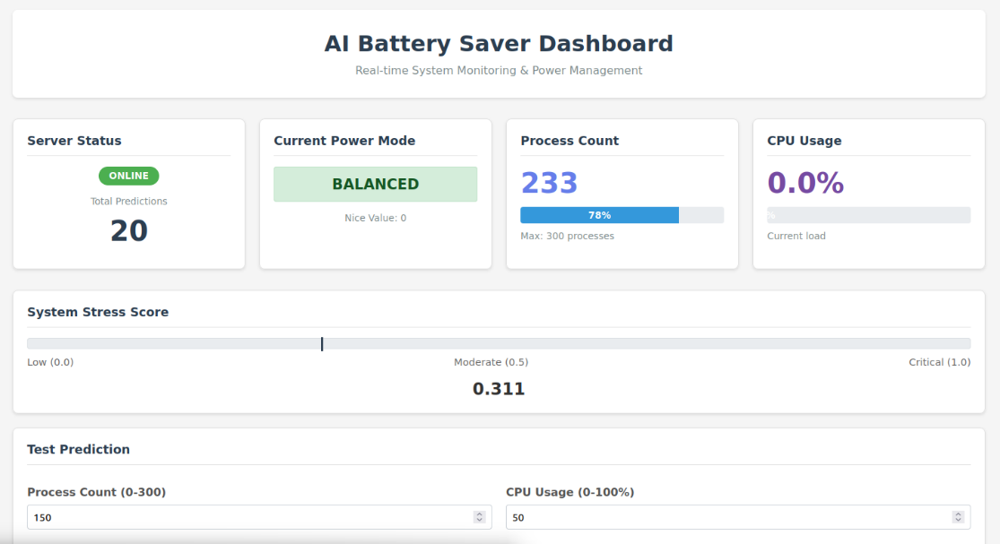 AI Battery Saver Dashboard
Real-time System Monitoring & Power Management
Server Status
ONLINE
Total Predictions
20
Current Power Mode
BALANCED
Nice Value: 0
Process Count
233
78%
Max: 300 processes
CPU Usage
0.0%
%
Current load
System Stress Score
Low (0.0)
Moderate (0.5)
Critical (1.0)
0.311
Test Prediction
Process Count (0-300)
150
CPU Usage (0-100%)
50